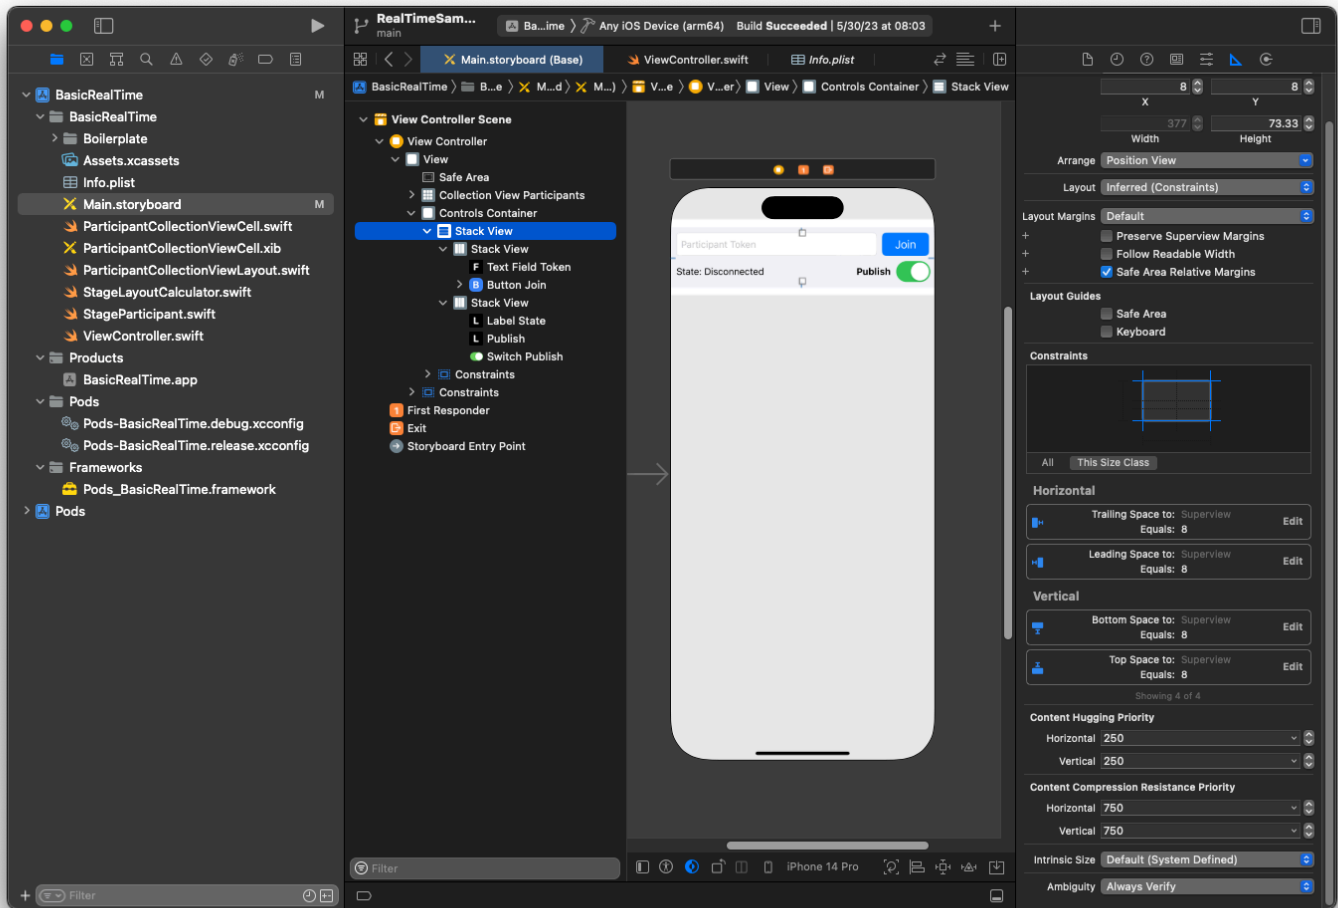 RealTimeSam...
main
Ba...ime
Any iOS Device (arm64)
Build Succeeded | 5/30/23 at 08:03
Main.storyboard (Base)
ViewController.swift
Info.plist
BasicRealTime
B...e
M...d
M...)
V...e
V...er
View
Controls Container
Stack View
BasicRealTime
M
BasicRealTime
Boilerplate
Assets.xcassets
Info.plist
Main.storyboard
M
ParticipantCollectionViewCell.swift
ParticipantCollectionViewCell.xib
ParticipantCollectionViewLayout.swift
StageLayoutCalculator.swift
StageParticipant.swift
ViewController.swift
Products
BasicRealTime.app
Pods
Pods-BasicRealTime.debug.xcconfig
Pods-BasicRealTime.release.xcconfig
Frameworks
Pods_BasicRealTime.framework
Pods
Filter
View Controller Scene
View Controller
View
Safe Area
Collection View Participants
Controls Container
Stack View
Stack View
F Text Field Token
B Button Join
Stack View
L Label State
L Publish
Switch Publish
Constraints
Constraints
1 First Responder
Exit
Storyboard Entry Point
Filter
Participant Token
Join
State: Disconnected
Publish
iPhone 14 Pro
8
8
X
Y
377
73.33
Width
Height
Arrange Position View
Layout Inferred (Constraints)
Layout Margins Default
Preserve Superview Margins
Follow Readable Width
Safe Area Relative Margins
Layout Guides
Safe Area
Keyboard
Constraints
All
This Size Class
Horizontal
Trailing Space to: Superview
Equals: 8
Edit
Leading Space to: Superview
Equals: 8
Edit
Vertical
Bottom Space to: Superview
Equals: 8
Edit
Top Space to: Superview
Equals: 8
Edit
Showing 4 of 4
Content Hugging Priority
Horizontal 250
Vertical 250
Content Compression Resistance Priority
Horizontal 750
Vertical 750
Intrinsic Size Default (System Defined)
Ambiguity Always Verify